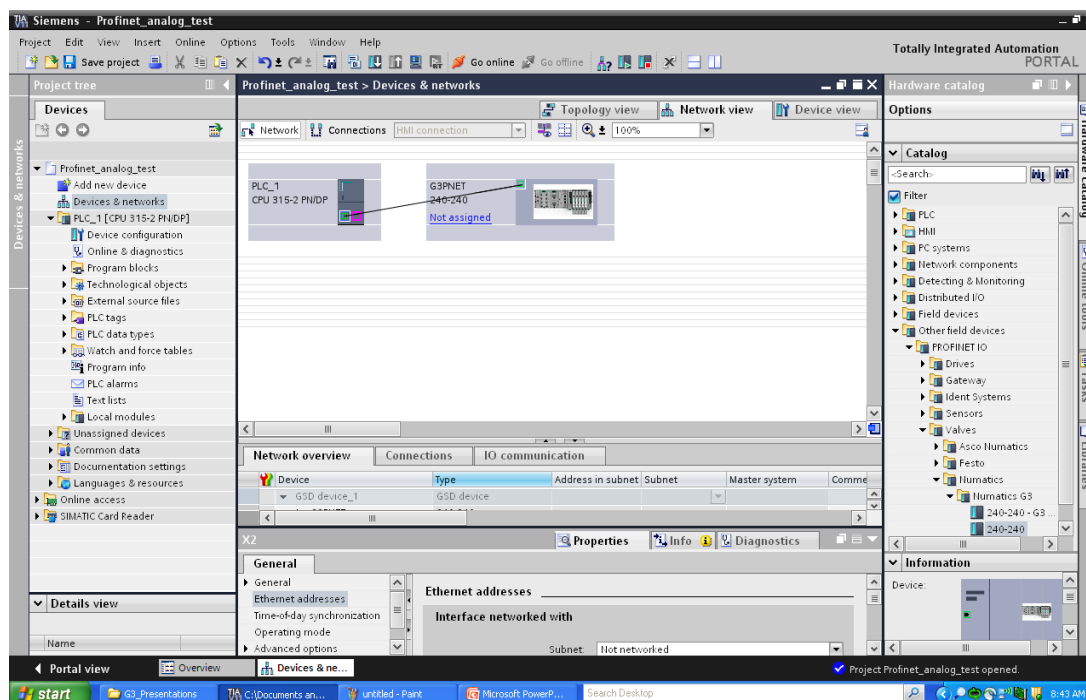 Siemens - Profinet_analog_test
Project Edit View Insert Online Options Tools Window Help
Totally Integrated Automation
PORTAL
Save project Go online Go offline
Project tree
Profinet_analog_test > Devices & networks
Hardware catalog
Devices
Topology view Network view Device view
Options
Network Connections HMI connection 100%
Devices & networks
Profinet_analog_test
Add new device
Devices & networks
PLC_1 [CPU 315-2 PN/DP]
Device configuration
Online & diagnostics
Program blocks
Technological objects
External source files
PLC tags
PLC data types
Watch and force tables
Program info
PLC alarms
Text lists
Local modules
Unassigned devices
Common data
Documentation settings
Languages & resources
Online access
SIMATIC Card Reader
Details view
Name
PLC_1
CPU 315-2 PN/DP
G3PNET
240-240
Not assigned
Network overview Connections IO communication
Device Type Address in subnet Subnet Master system Comme
GSD device_1 GSD device
X2
Properties Info Diagnostics
General
General
Ethernet addresses
Time-of-day synchronization
Operating mode
Advanced options
Ethernet addresses
Interface networked with
Subnet: Not networked
Catalog
<Search>
Filter
PLC
HMI
PC systems
Network components
Detecting & Monitoring
Distributed I/O
Field devices
Other field devices
PROFINET IO
Drives
Gateway
Ident Systems
Sensors
Valves
Asco Numatics
Festo
Numatics
Numatics G3
240-240 - G3 ...
240-240
Information
Device:
Hardware catalog
Online tools
Tasks
Portal view Overview Devices & ne...
Project Profinet_analog_test opened.
start G3_Presentations C:\Documents an... untitled - Paint Microsoft PowerP... Search Desktop 8:43 AM